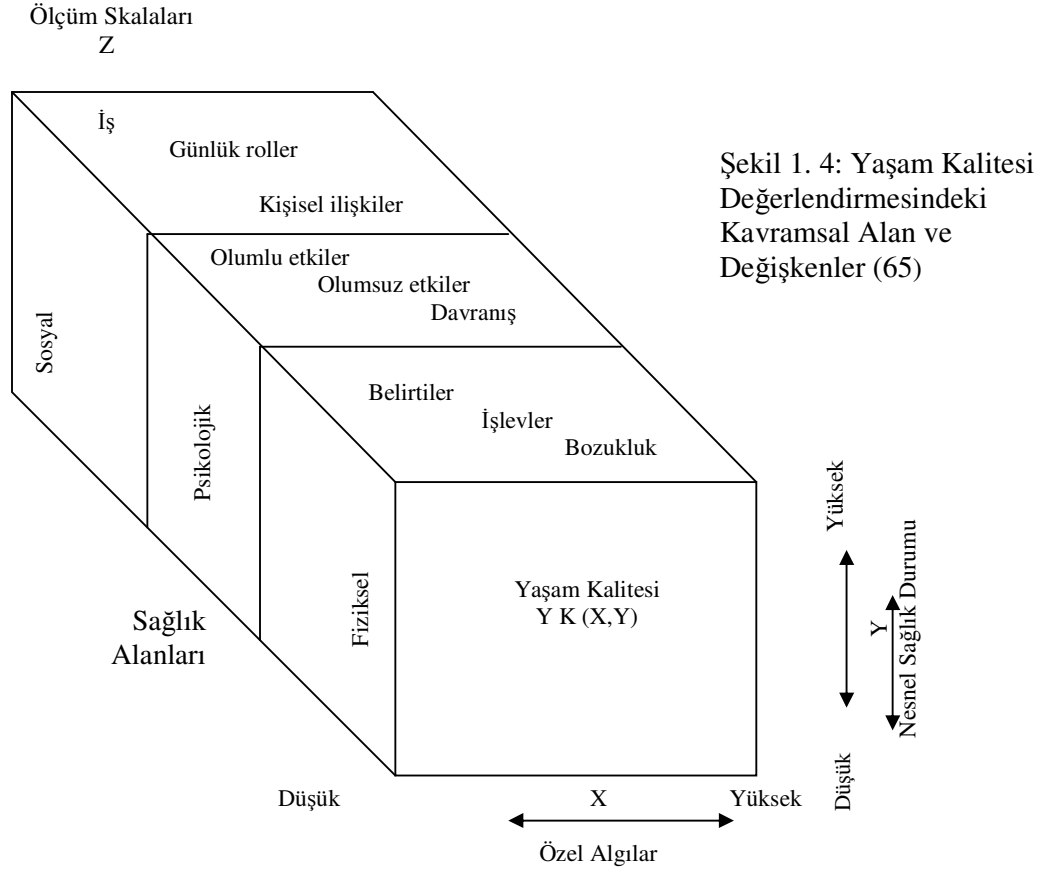 Ölçüm Skalaları
Z
İş
Günlük roller
Kişisel ilişkiler
Şekil 1. 4: Yaşam Kalitesi
Değerlendirmesindeki
Kavramsal Alan ve
Değişkenler (65)
Olumlu etkiler
Olumsuz etkiler
Davranış
Belirtiler
İşlevler
Bozukluk
Sosyal
Psikolojik
Fiziksel
Sağlık
Alanları
Yaşam Kalitesi
Y K (X,Y)
Yüksek
Y
Nesnel Sağlık Durumu
Düşük
Düşük
X
Yüksek
Özel Algılar